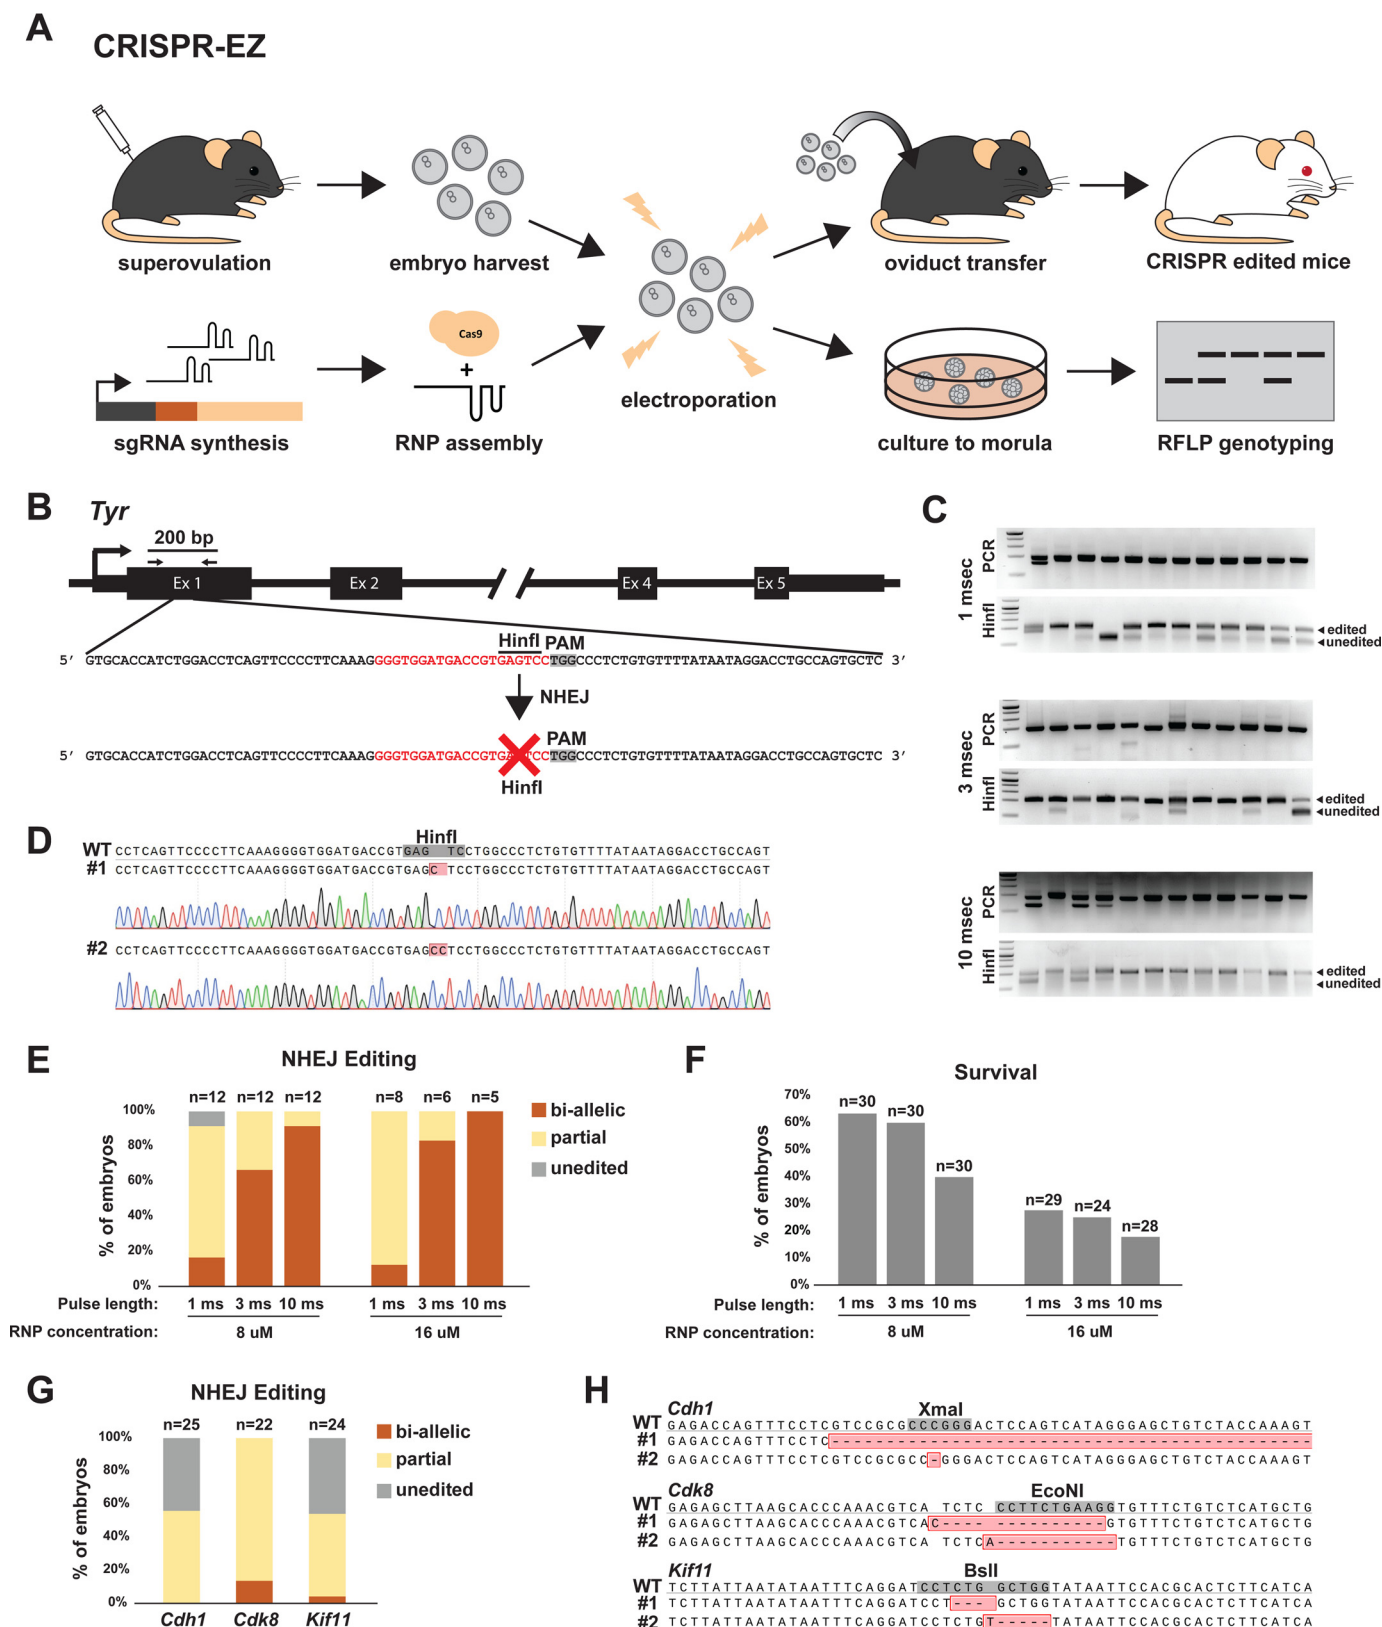 A
CRISPR-EZ
superovulation
embryo harvest
oviduct transfer
CRISPR edited mice
Cas9
+
electroporation
sgRNA synthesis
RNP assembly
culture to morula
RFLP genotyping
B
Tyr
200 bp
Ex 1
Ex 2
Ex 4
Ex 5
HinfI
PAM
5′ GTGCACCATCTGGACCTCAGTTCCCCTTCAAAGGGGTGGATGACCGTGAGTCCTGGCCCTCTGTGTTTTATAATAGGACCTGCCAGTGCTC 3′
NHEJ
PAM
5′ GTGCACCATCTGGACCTCAGTTCCCCTTCAAAGGGGTGGATGACCGTGA TCCTGGCCCTCTGTGTTTTATAATAGGACCTGCCAGTGCTC 3′
HinfI
C
1 msec
PCR
HinfI
edited
unedited
3 msec
PCR
HinfI
edited
unedited
10 msec
PCR
HinfI
edited
unedited
D
HinfI
WT CCTCAGTTCCCCTTCAAAGGGGTGGATGACCGTGAG TCCTGGCCCTCTGTGTTTTATAATAGGACCTGCCAGT
#1 CCTCAGTTCCCCTTCAAAGGGGTGGATGACCGTGAGC TCCTGGCCCTCTGTGTTTTATAATAGGACCTGCCAGT
#2 CCTCAGTTCCCCTTCAAAGGGGTGGATGACCGTGAGCCTCCTGGCCCTCTGTGTTTTATAATAGGACCTGCCAGT
E
NHEJ Editing
n=12 n=12 n=12 n=8 n=6 n=5
% of embryos
100%
80%
60%
40%
20%
0%
bi-allelic
partial
unedited
Pulse length: 1 ms 3 ms 10 ms 1 ms 3 ms 10 ms
RNP concentration: 8 uM 16 uM
F
Survival
% of embryos
70%
60%
50%
40%
30%
20%
10%
0%
n=30 n=30 n=30 n=29 n=24 n=28
Pulse length: 1 ms 3 ms 10 ms 1 ms 3 ms 10 ms
RNP concentration: 8 uM 16 uM
G
NHEJ Editing
n=25 n=22 n=24
% of embryos
100%
80%
60%
40%
20%
0%
bi-allelic
partial
unedited
Cdh1 Cdk8 Kif11
H
Cdh1 XmaI
WT GAGACCAGTTTCCTCGTCCGCGCCCGGGACTCCAGTCATAGGGAGCTGTCTACCAAAGT
#1 GAGACCAGTTTCCTC--------------------------------------------
#2 GAGACCAGTTTCCTCGTCCGCGCC-GGGACTCCAGTCATAGGGAGCTGTCTACCAAAGT
Cdk8 EcoNI
WT GAGAGCTTAAGCACCCAAACGTCA TCTC CCTTCTGAAGGTGTTTCTGTCTCATGCTG
#1 GAGAGCTTAAGCACCCAAACGTCAC---- ----------GTGTTTCTGTCTCATGCTG
#2 GAGAGCTTAAGCACCCAAACGTCA TCTCA-----------TGTTTCTGTCTCATGCTG
Kif11 BslI
WT TCTTATTAATATAATTTCAGGATCCTCTG GCTGGTATAATTCCACGCACTCTTCATCA
#1 TCTTATTAATATAATTTCAGGATCCT--- GCTGGTATAATTCCACGCACTCTTCATCA
#2 TCTTATTAATATAATTTCAGGATCCTCTGT-----TATAATTCCACGCACTCTTCATCA